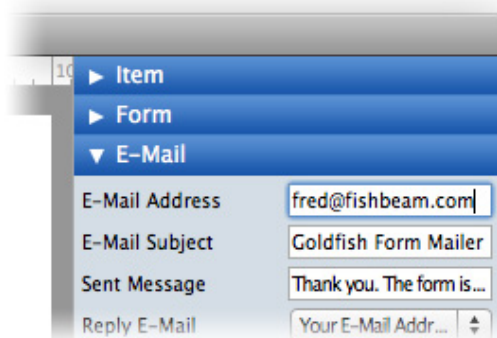 10
Item
Form
E-Mail
E-Mail Address fred@fishbeam.com
E-Mail Subject Goldfish Form Mailer
Sent Message Thank you. The form is...
Reply E-Mail Your E-Mail Addr...